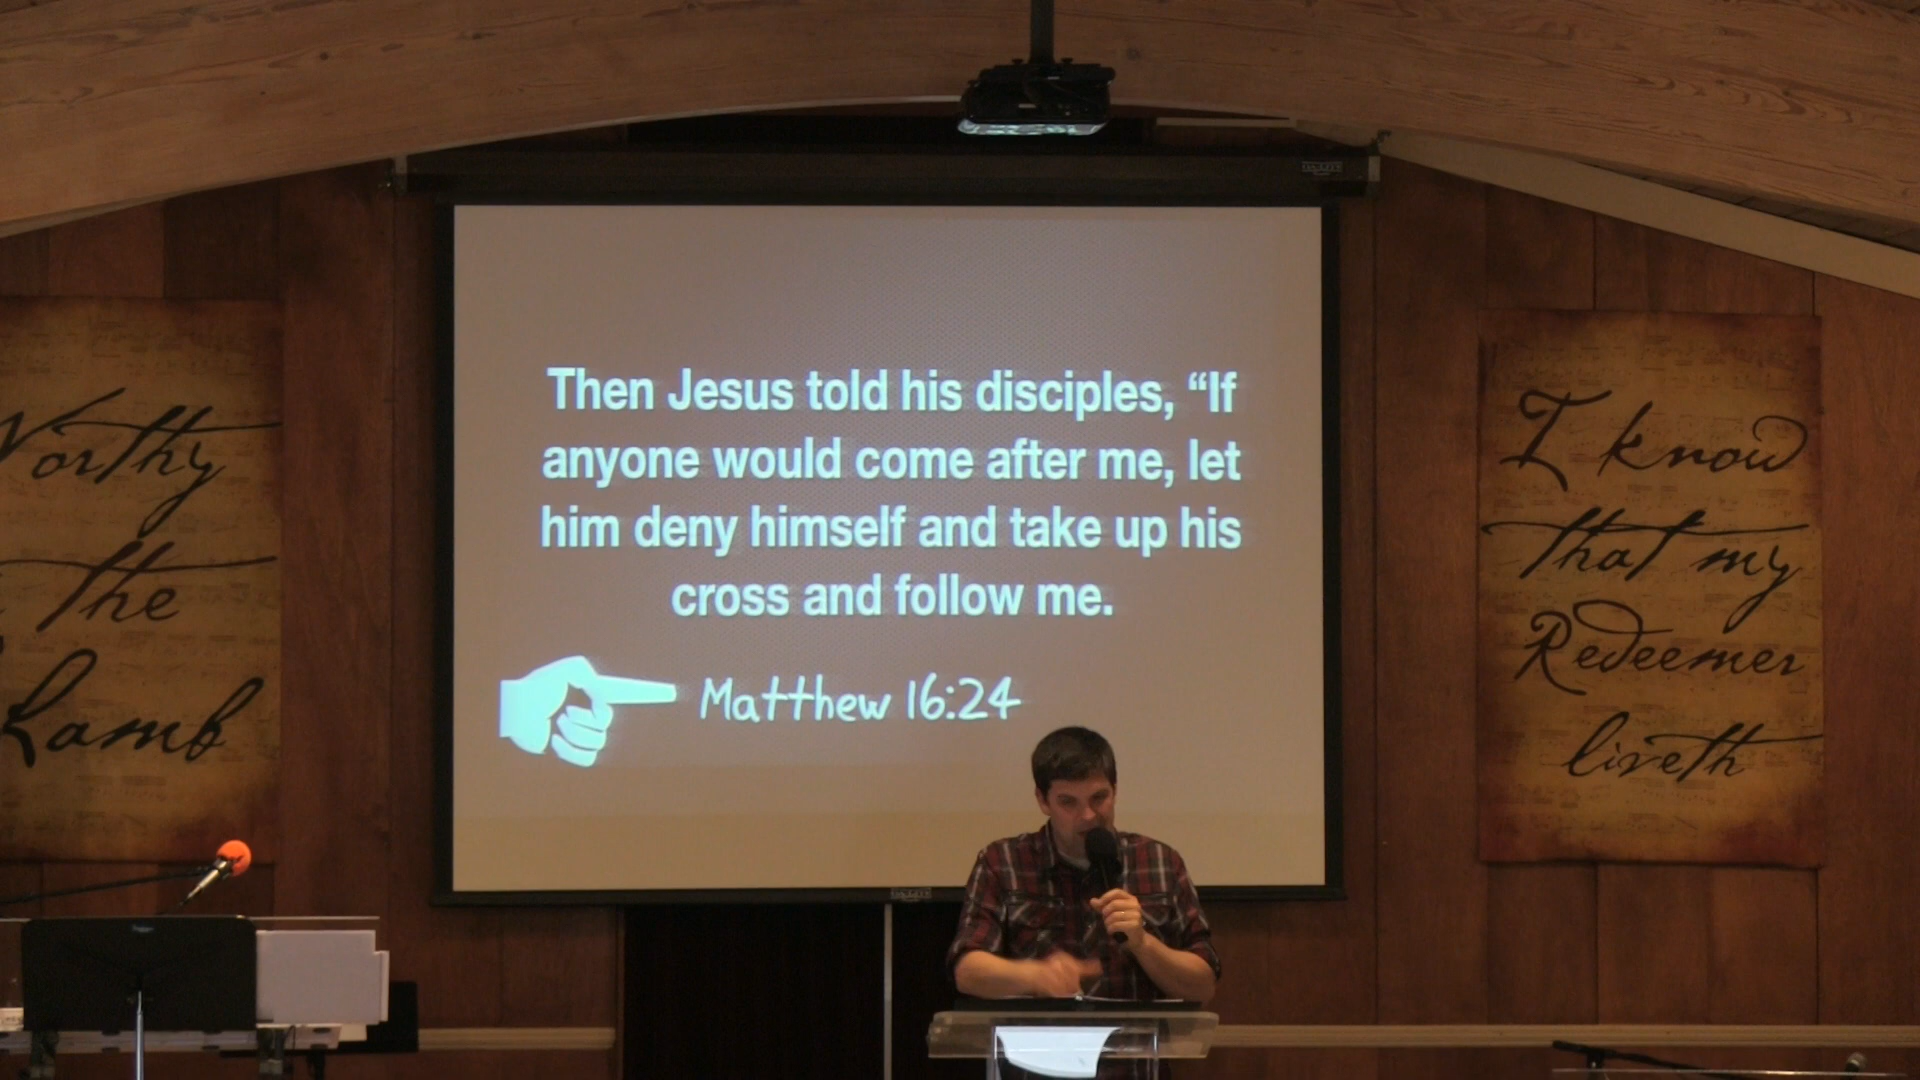 Then Jesus told his disciples, “If
anyone would come after me, let
him deny himself and take up his
cross and follow me.
Matthew 16:24
Worthy
The
Lamb
I know
that my
Redeemer
liveth